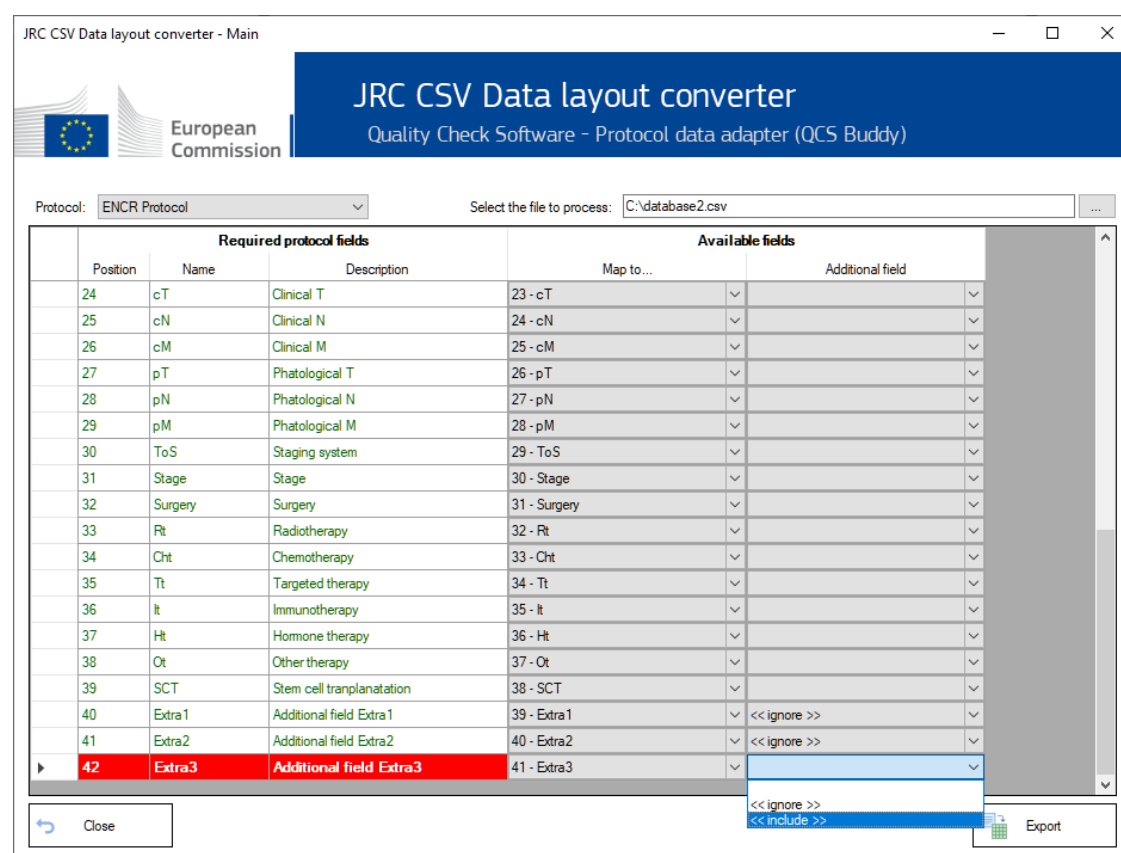 JRC CSV Data layout converter - Main
European
Commission
JRC CSV Data layout converter
Quality Check Software - Protocol data adapter (QCS Buddy)
Protocol: ENCR Protocol Select the file to process: C:\database2.csv ...
Required protocol fields Available fields
Position Name Description Map to... Additional field
24 cT Clinical T 23 - cT
25 cN Clinical N 24 - cN
26 cM Clinical M 25 - cM
27 pT Phatological T 26 - pT
28 pN Phatological N 27 - pN
29 pM Phatological M 28 - pM
30 ToS Staging system 29 - ToS
31 Stage Stage 30 - Stage
32 Surgery Surgery 31 - Surgery
33 Rt Radiotherapy 32 - Rt
34 Cht Chemotherapy 33 - Cht
35 Tt Targeted therapy 34 - Tt
36 It Immunotherapy 35 - It
37 Ht Hormone therapy 36 - Ht
38 Ot Other therapy 37 - Ot
39 SCT Stem cell tranplanatation 38 - SCT
40 Extra1 Additional field Extra1 39 - Extra1 << ignore >>
41 Extra2 Additional field Extra2 40 - Extra2 << ignore >>
42 Extra3 Additional field Extra3 41 - Extra3
<< ignore >>
<< include >>
Close Export